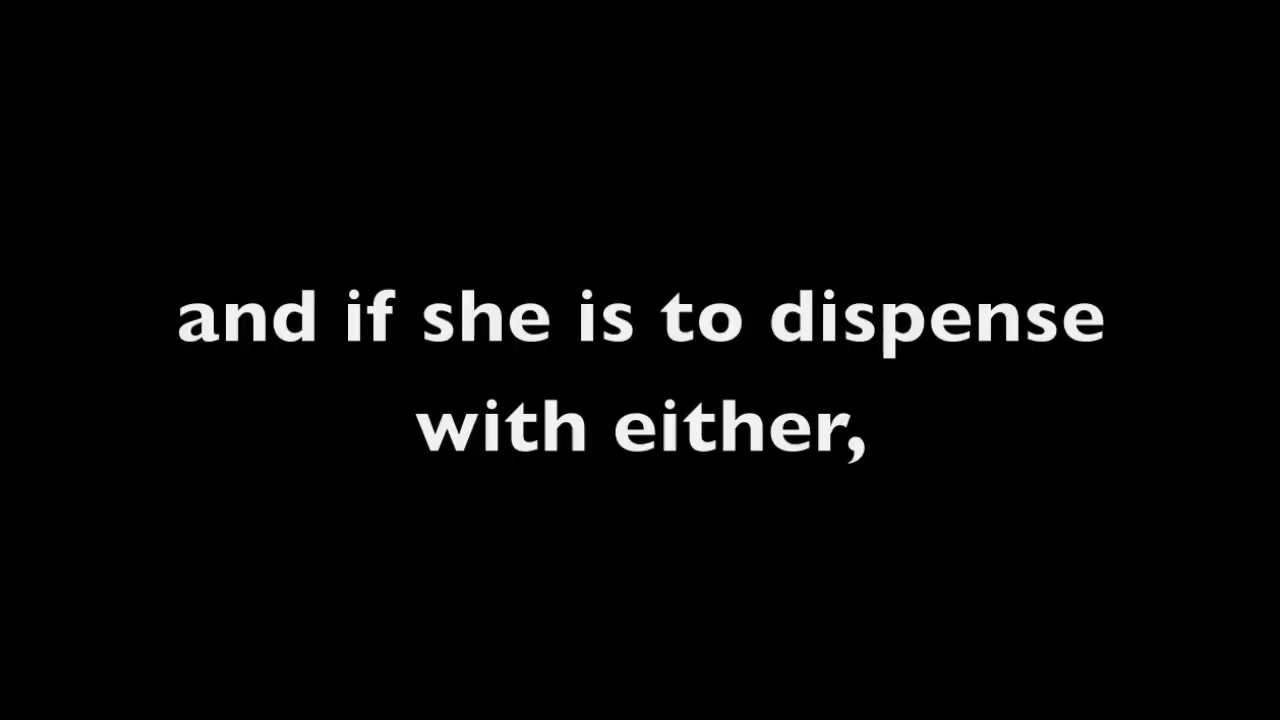 and if she is to dispense
with either,